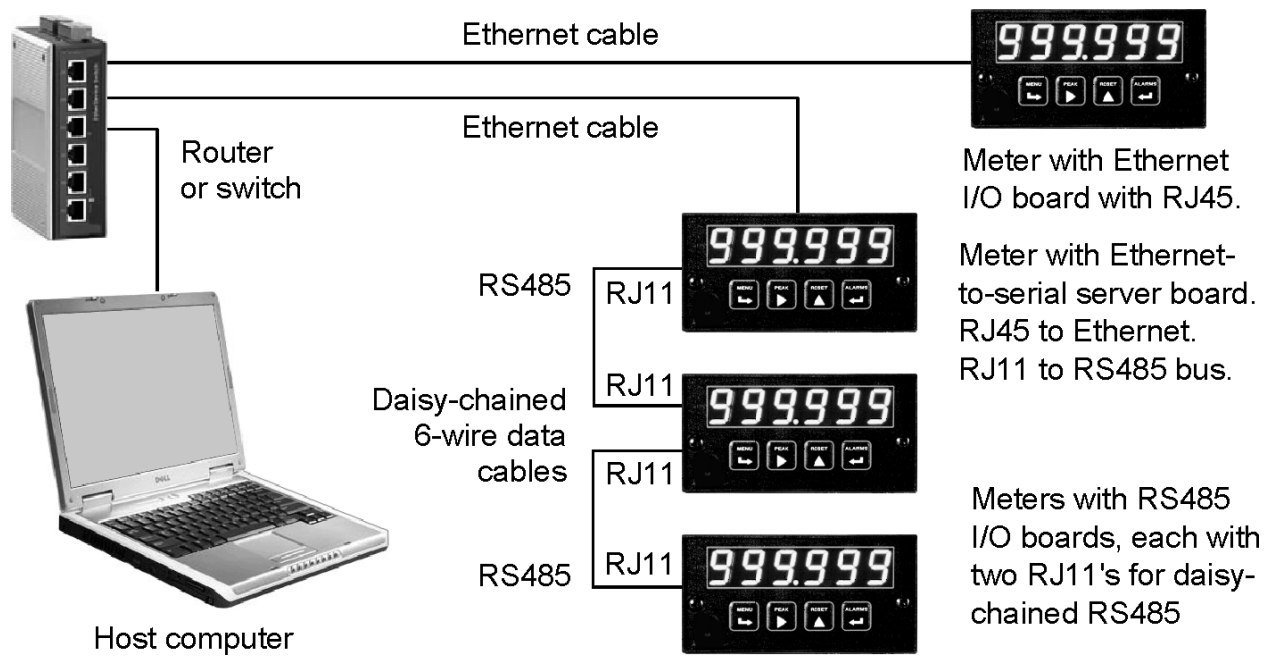 Ethernet cable
999.999
MENU PEAK RESET ALARMS
Ethernet cable
Router
or switch
Meter with Ethernet
I/O board with RJ45.
999.999
MENU PEAK RESET ALARMS
RS485
RJ11
Meter with Ethernet-
to-serial server board.
RJ45 to Ethernet.
RJ11 to RS485 bus.
RJ11
999.999
MENU PEAK RESET ALARMS
Daisy-chained
6-wire data
cables
RJ11
DELL
RS485
RJ11
999.999
MENU PEAK RESET ALARMS
Meters with RS485
I/O boards, each with
two RJ11's for daisy-
chained RS485
Host computer